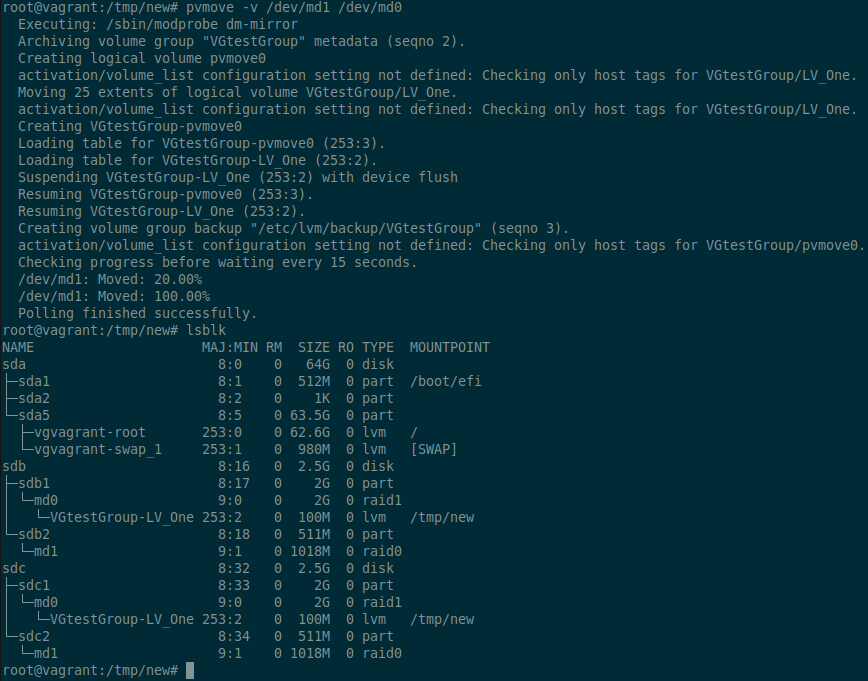 root@vagrant:/tmp/new# pvmove -v /dev/md1 /dev/md0
  Executing: /sbin/modprobe dm-mirror
  Archiving volume group "VGtestGroup" metadata (seqno 2).
  Creating logical volume pvmove0
  activation/volume_list configuration setting not defined: Checking only host tags for VGtestGroup/LV_One.
  Moving 25 extents of logical volume VGtestGroup/LV_One.
  activation/volume_list configuration setting not defined: Checking only host tags for VGtestGroup/LV_One.
  Creating VGtestGroup-pvmove0
  Loading table for VGtestGroup-pvmove0 (253:3).
  Loading table for VGtestGroup-LV_One (253:2).
  Suspending VGtestGroup-LV_One (253:2) with device flush
  Resuming VGtestGroup-pvmove0 (253:3).
  Resuming VGtestGroup-LV_One (253:2).
  Creating volume group backup "/etc/lvm/backup/VGtestGroup" (seqno 3).
  activation/volume_list configuration setting not defined: Checking only host tags for VGtestGroup/pvmove0.
  Checking progress before waiting every 15 seconds.
  /dev/md1: Moved: 20.00%
  /dev/md1: Moved: 100.00%
  Polling finished successfully.
root@vagrant:/tmp/new# lsblk
NAME                     MAJ:MIN RM  SIZE RO TYPE  MOUNTPOINT
sda                        8:0    0   64G  0 disk
├─sda1                     8:1    0  512M  0 part  /boot/efi
├─sda2                     8:2    0    1K  0 part
└─sda5                     8:5    0 63.5G  0 part
  ├─vgvagrant-root       253:0    0 62.6G  0 lvm   /
  └─vgvagrant-swap_1     253:1    0  980M  0 lvm   [SWAP]
sdb                        8:16   0  2.5G  0 disk
├─sdb1                     8:17   0    2G  0 part
│ └─md0                    9:0    0    2G  0 raid1
│   └─VGtestGroup-LV_One 253:2    0  100M  0 lvm   /tmp/new
└─sdb2                     8:18   0  511M  0 part
  └─md1                    9:1    0 1018M  0 raid0
sdc                        8:32   0  2.5G  0 disk
├─sdc1                     8:33   0    2G  0 part
│ └─md0                    9:0    0    2G  0 raid1
│   └─VGtestGroup-LV_One 253:2    0  100M  0 lvm   /tmp/new
└─sdc2                     8:34   0  511M  0 part
  └─md1                    9:1    0 1018M  0 raid0
root@vagrant:/tmp/new#